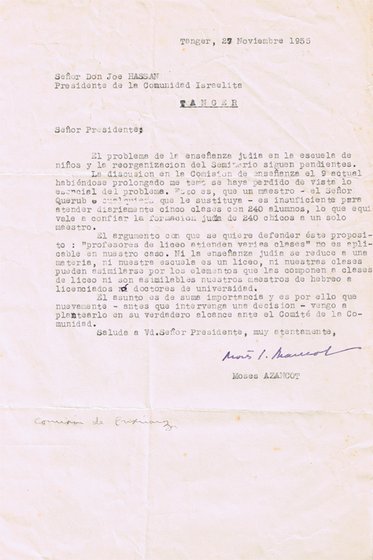 Tanger, 27 Noviembre 1955
Señor Don Joe HASSAN
Presidente de la Comunidad Israelita
TANGER
Señor Presidente;
El problema de la enseñanza judia en la escuela de
niños y la reorganizacion del Seminario siguen pendientes.
La discusion en la Comision de Enseñanza el 9 actual
habiéndose prolongado me temo se haya perdido de vista lo
esencial del problema. Esto es, que un maestro - el Señor
Querub o cualquiera que le sustituya - es insuficiente para
atender diariamente cinco clases con 240 alumnos, lo que equi
vale a confiar la formacion judia de 240 chicos a un solo
maestro.
El argumento con que se quiere defender éste proposi-
to : "profesores de liceo atienden varias clases" no es apli-
cable en nuestro caso. Ni la enseñanza judia se reduce a una
materia, ni nuestra escuela es un liceo, ni nuestras clases
pueden asimilarse por los elementos que las componen a clases
de liceo ni son asimilables nuestros maestros de hebreo a
licenciados o doctores de universidad.
El asunto es de suma importancia y es por ello que
nuevamente - antes que intervenga una decision - vengo a
plantearlo en su verdadero alcance ante el Comité de la Co-
munidad.
Saluda a Vd.Señor Presidente, muy atentamente,
Moses AZANCOT
de